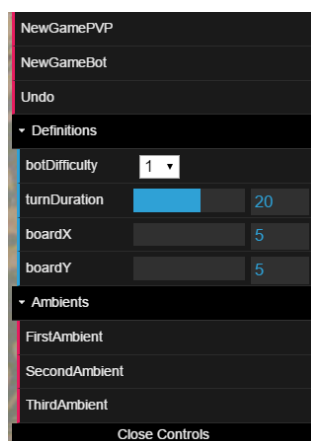 NewGamePVP
NewGameBot
Undo
Definitions
botDifficulty 1
turnDuration 20
boardX 5
boardY 5
Ambients
FirstAmbient
SecondAmbient
ThirdAmbient
Close Controls